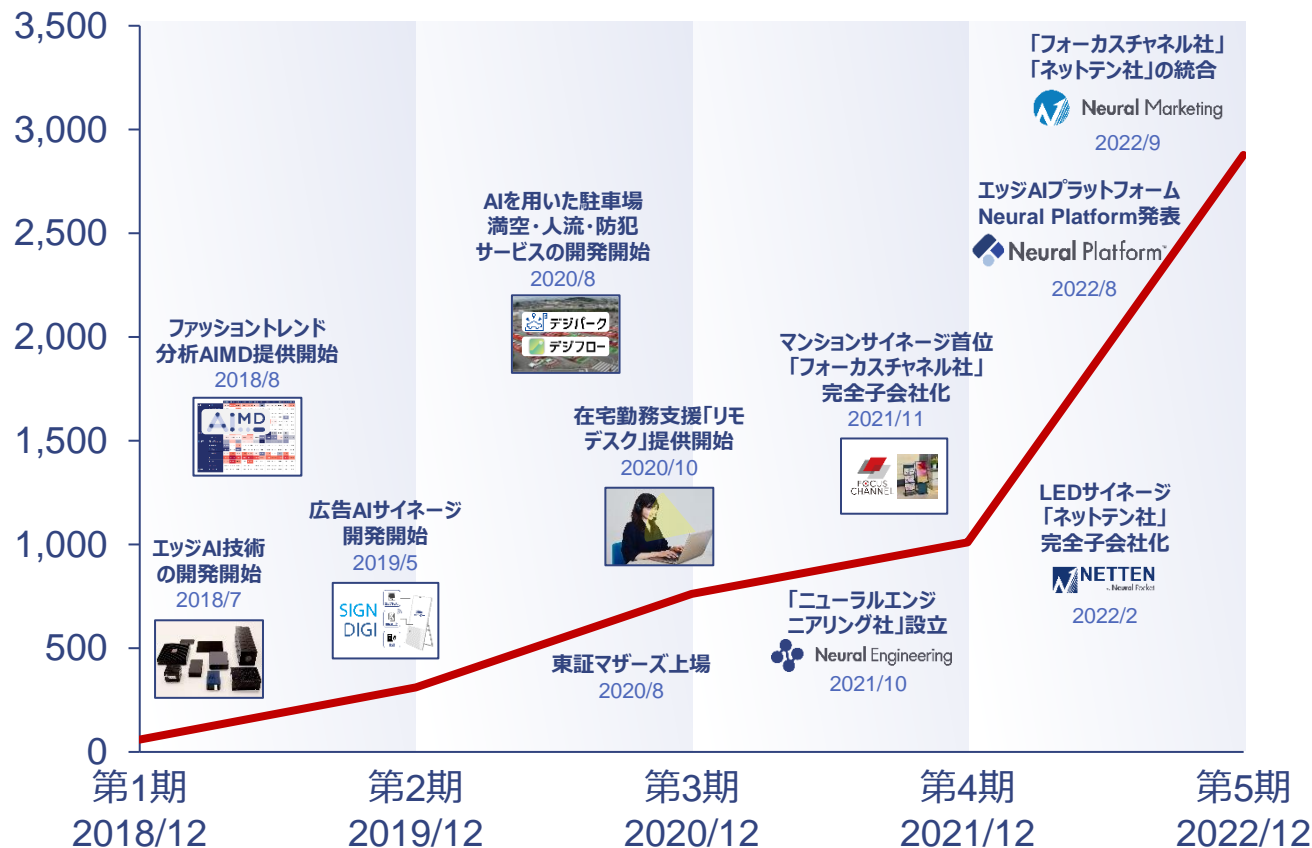 3,500
3,000
2,500
2,000
1,500
1,000
500
0
エッジAI技術
の開発開始
2018/7
ファッショントレンド
分析AIMD提供開始
2018/8
AiMD
広告AIサイネージ
開発開始
2019/5
SIGN
DIGI
AIを用いた駐車場
満空・人流・防犯
サービスの開発開始
2020/8
デジパーク
デジフロー
在宅勤務支援「リモ
デスク」提供開始
2020/10
東証マザーズ上場
2020/8
マンションサイネージ首位
「フォーカスチャネル社」
完全子会社化
2021/11
FOCUS
CHANNEL
「ニューラルエンジ
ニアリング社」設立
Neural Engineering
2021/10
「フォーカスチャネル社」
「ネットテン社」の統合
Neural Marketing
2022/9
エッジAIプラットフォーム
Neural Platform発表
Neural Platform
2022/8
LEDサイネージ
「ネットテン社」
完全子会社化
NETTEN
by Neural Pocket
2022/2
第1期
2018/12
第2期
2019/12
第3期
2020/12
第4期
2021/12
第5期
2022/12